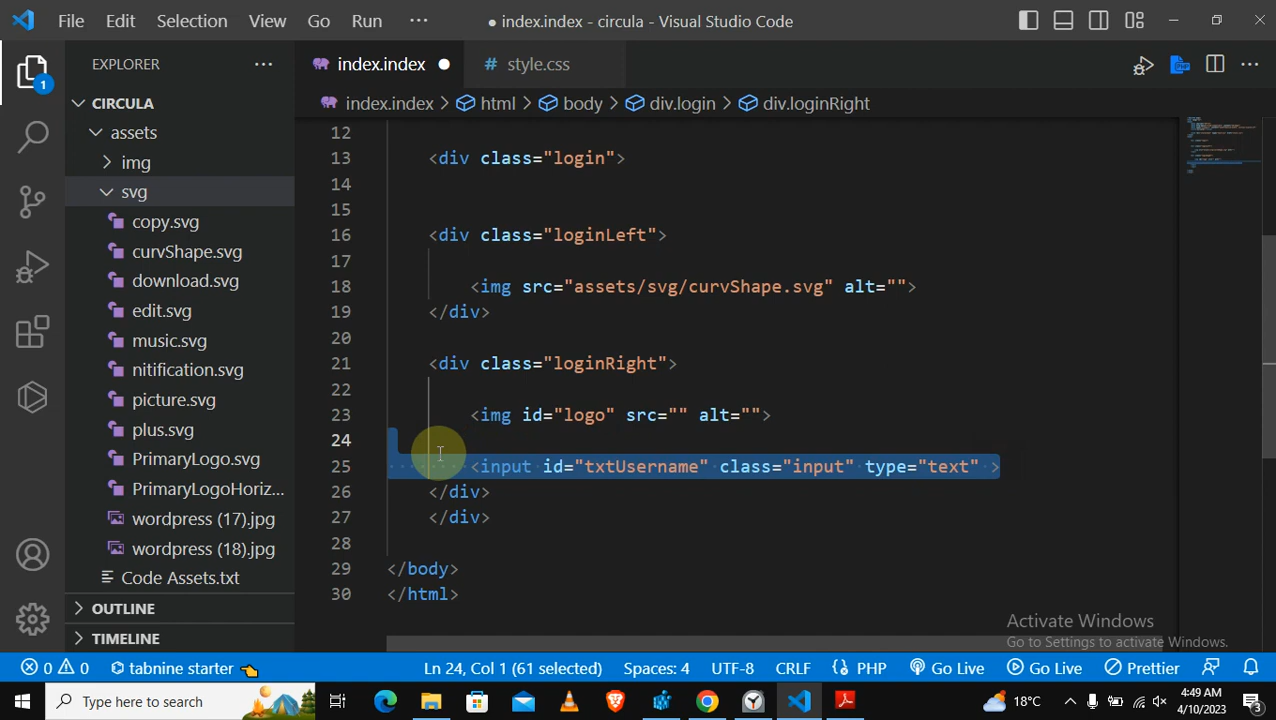 File Edit Selection View Go Run ··· ● index.index - circula - Visual Studio Code
EXPLORER ···
index.index ● # style.css
1
CIRCULA
index.index > html > body > div.login > div.loginRight
assets
img
svg
copy.svg
curvShape.svg
download.svg
edit.svg
music.svg
nitification.svg
picture.svg
plus.svg
PrimaryLogo.svg
PrimaryLogoHoriz...
wordpress (17).jpg
wordpress (18).jpg
Code Assets.txt
OUTLINE
TIMELINE
12
13 <div class="login">
14
15
16 <div class="loginLeft">
17
18 <img src="assets/svg/curvShape.svg" alt="">
19 </div>
20
21 <div class="loginRight">
22
23 <img id="logo" src="" alt="">
24
25 <input id="txtUsername" class="input" type="text" >
26 </div>
27 </div>
28
29 </body>
30 </html>
Activate Windows
Go to Settings to activate Windows.
0 0 tabnine starter Ln 24, Col 1 (61 selected) Spaces: 4 UTF-8 CRLF PHP Go Live Go Live Prettier
Type here to search 18°C 4:49 AM
4/10/2023 3